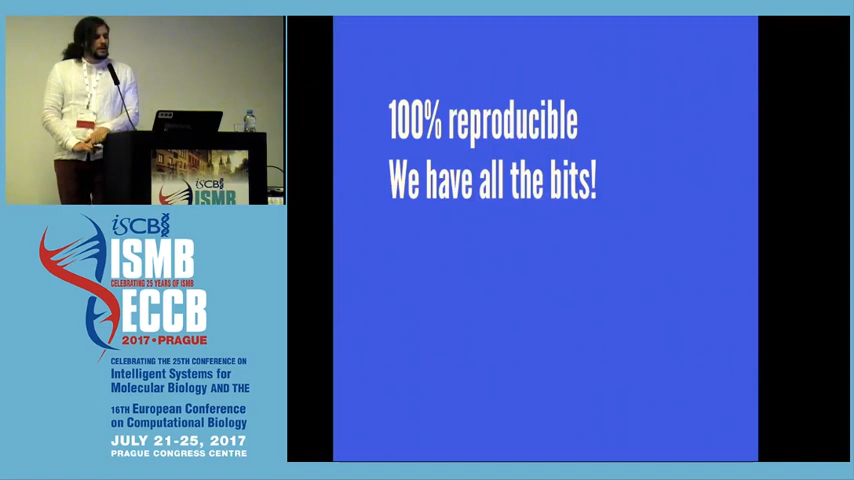 100% reproducible
We have all the bits!
iSCB
ISMB
iSCB
ISMB
CELEBRATING 25 YEARS OF ISMB
ECCB
2017 • PRAGUE
CELEBRATING THE 25TH CONFERENCE ON
Intelligent Systems for
Molecular Biology AND THE
16TH European Conference
on Computational Biology
JULY 21-25, 2017
PRAGUE CONGRESS CENTRE